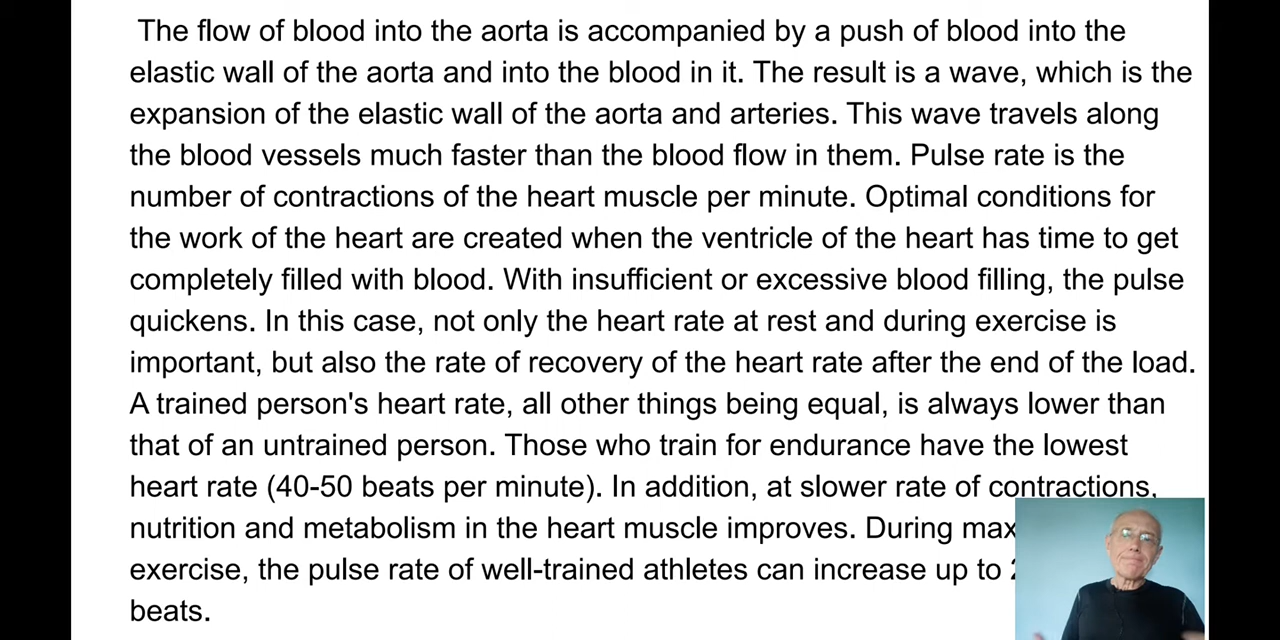 The flow of blood into the aorta is accompanied by a push of blood into the
elastic wall of the aorta and into the blood in it. The result is a wave, which is the
expansion of the elastic wall of the aorta and arteries. This wave travels along
the blood vessels much faster than the blood flow in them. Pulse rate is the
number of contractions of the heart muscle per minute. Optimal conditions for
the work of the heart are created when the ventricle of the heart has time to get
completely filled with blood. With insufficient or excessive blood filling, the pulse
quickens. In this case, not only the heart rate at rest and during exercise is
important, but also the rate of recovery of the heart rate after the end of the load.
A trained person's heart rate, all other things being equal, is always lower than
that of an untrained person. Those who train for endurance have the lowest
heart rate (40-50 beats per minute). In addition, at slower rate of contractions,
nutrition and metabolism in the heart muscle improves. During
exercise, the pulse rate of well-trained athletes can increase up to
beats.